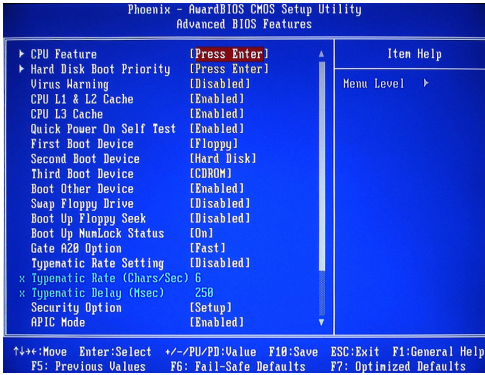 Phoenix - AwardBIOS CMOS Setup Utility
Advanced BIOS Features
CPU Feature [Press Enter]
Hard Disk Boot Priority [Press Enter]
Virus Warning [Disabled]
CPU L1 & L2 Cache [Enabled]
CPU L3 Cache [Enabled]
Quick Power On Self Test [Enabled]
First Boot Device [Floppy]
Second Boot Device [Hard Disk]
Third Boot Device [CDROM]
Boot Other Device [Enabled]
Swap Floppy Drive [Disabled]
Boot Up Floppy Seek [Disabled]
Boot Up NumLock Status [On]
Gate A20 Option [Fast]
Typematic Rate Setting [Disabled]
x Typematic Rate (Chars/Sec) 6
x Typematic Delay (Msec) 250
Security Option [Setup]
APIC Mode [Enabled]
Item Help
Menu Level
↑↓→←:Move Enter:Select +/-/PU/PD:Value F10:Save ESC:Exit F1:General Help
F5: Previous Values F6: Fail-Safe Defaults F7: Optimized Defaults